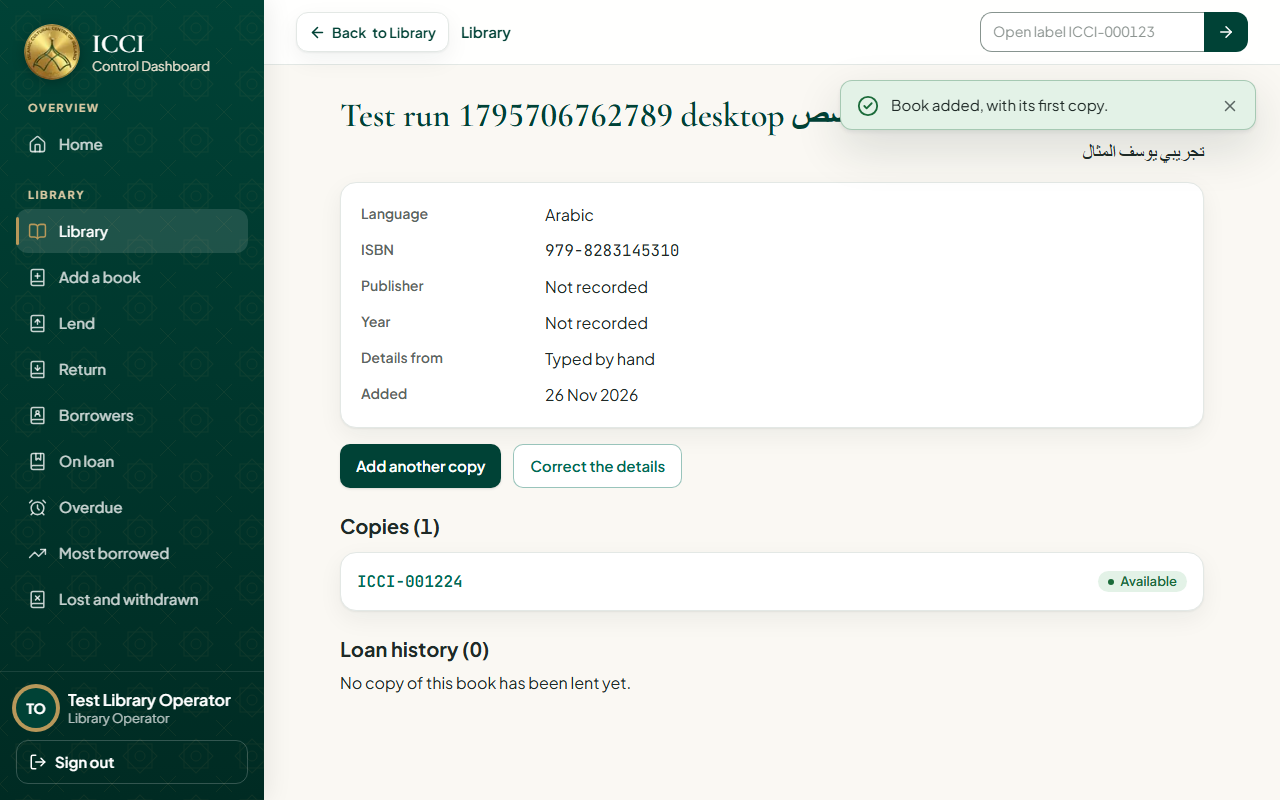 ICCI
Control Dashboard
OVERVIEW
Home
LIBRARY
Library
Add a book
Lend
Return
Borrowers
On loan
Overdue
Most borrowed
Lost and withdrawn
TO
Test Library Operator
Library Operator
Sign out
Back to Library
Library
Open label ICCI-000123
Book added, with its first copy.
Test run 1795706762789 desktop
تجريبي يوسف المثال
Language
Arabic
ISBN
979-8283145310
Publisher
Not recorded
Year
Not recorded
Details from
Typed by hand
Added
26 Nov 2026
Add another copy
Correct the details
Copies (1)
ICCI-001224
Available
Loan history (0)
No copy of this book has been lent yet.